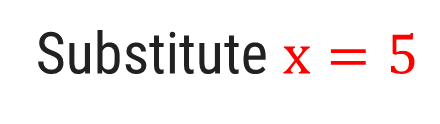 Substitute x = 5